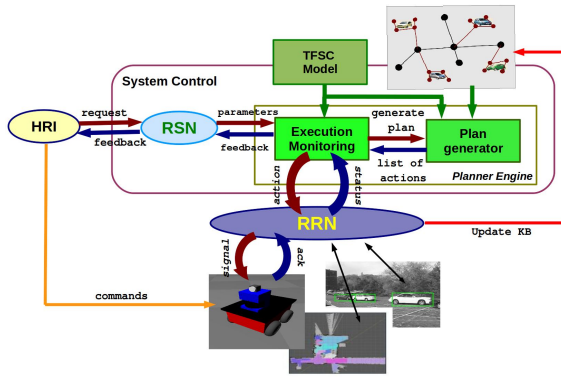 TFSC
Model
System Control
request
parameters
generate
plan
HRI
RSN
Execution
Monitoring
Plan
generator
feedback
feedback
list of
actions
Planner Engine
action
status
RRN
Update KB
signal
ack
commands